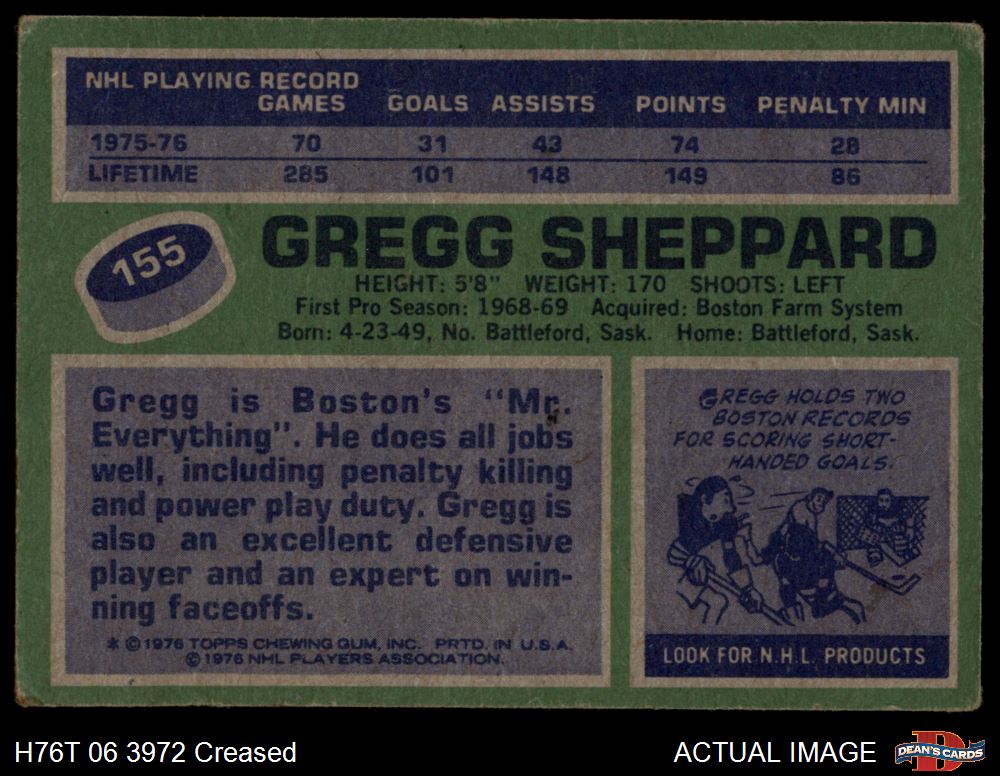 NHL PLAYING RECORD
GAMES GOALS ASSISTS POINTS PENALTY MIN
1975-76 70 31 43 74 28
LIFETIME 285 101 148 149 86
155
GREGG SHEPPARD
HEIGHT: 5'8" WEIGHT: 170 SHOOTS: LEFT
First Pro Season: 1968-69 Acquired: Boston Farm System
Born: 4-23-49, No. Battleford, Sask. Home: Battleford, Sask.
Gregg is Boston's "Mr.
Everything". He does all jobs
well, including penalty killing
and power play duty. Gregg is
also an excellent defensive
player and an expert on win-
ning faceoffs.
* © 1976 TOPPS CHEWING GUM, INC. PRTD. IN U.S.A.
© 1976 NHL PLAYERS ASSOCIATION.
GREGG HOLDS TWO
BOSTON RECORDS
FOR SCORING SHORT-
HANDED GOALS.
LOOK FOR N.H.L. PRODUCTS
H76T 06 3972 Creased
ACTUAL IMAGE
D
DEAN'S CARDS